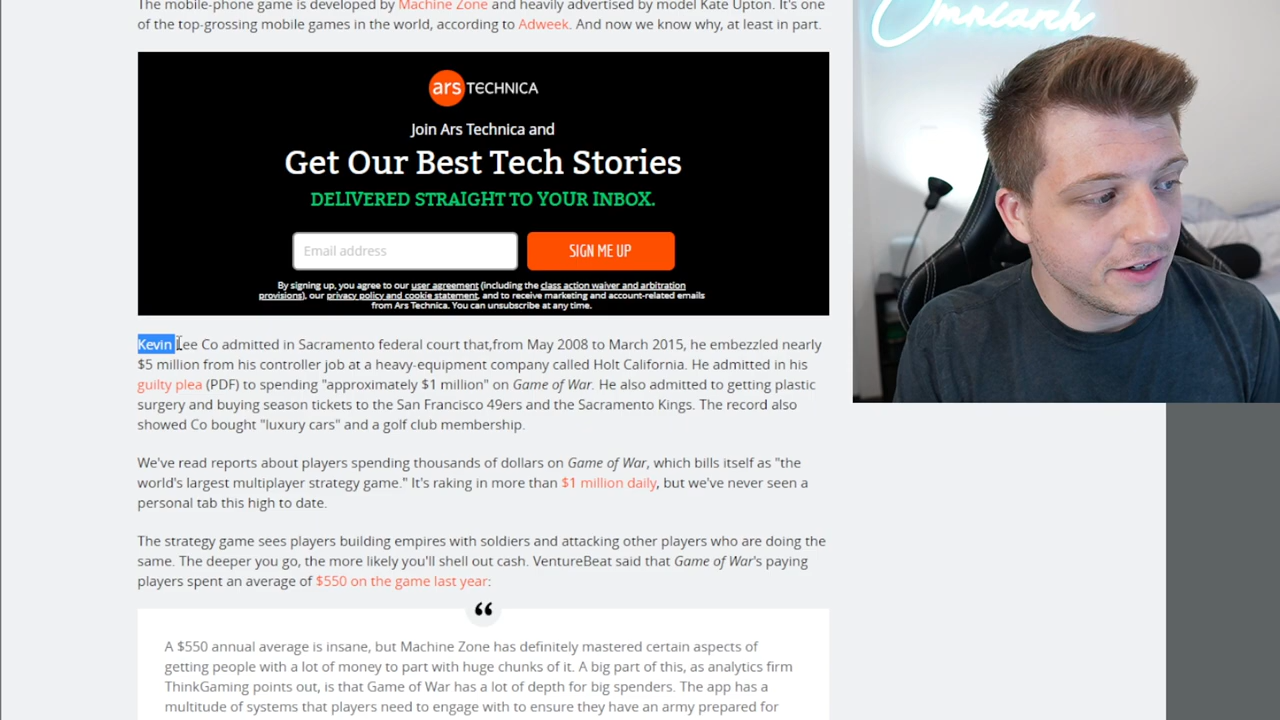 The mobile-phone game is developed by Machine Zone and heavily advertised by model Kate Upton. It's one
of the top-grossing mobile games in the world, according to Adweek. And now we know why, at least in part.
Omniarch
ars TECHNICA
Join Ars Technica and
Get Our Best Tech Stories
DELIVERED STRAIGHT TO YOUR INBOX.
Email address
SIGN ME UP
By signing up, you agree to our user agreement (including the class action waiver and arbitration
provisions), our privacy policy and cookie statement, and to receive marketing and account-related emails
from Ars Technica. You can unsubscribe at any time.
Kevin Lee Co admitted in Sacramento federal court that,from May 2008 to March 2015, he embezzled nearly
$5 million from his controller job at a heavy-equipment company called Holt California. He admitted in his
guilty plea (PDF) to spending "approximately $1 million" on Game of War. He also admitted to getting plastic
surgery and buying season tickets to the San Francisco 49ers and the Sacramento Kings. The record also
showed Co bought "luxury cars" and a golf club membership.
We've read reports about players spending thousands of dollars on Game of War, which bills itself as "the
world's largest multiplayer strategy game." It's raking in more than $1 million daily, but we've never seen a
personal tab this high to date.
The strategy game sees players building empires with soldiers and attacking other players who are doing the
same. The deeper you go, the more likely you'll shell out cash. VentureBeat said that Game of War's paying
players spent an average of $550 on the game last year:
“
A $550 annual average is insane, but Machine Zone has definitely mastered certain aspects of
getting people with a lot of money to part with huge chunks of it. A big part of this, as analytics firm
ThinkGaming points out, is that Game of War has a lot of depth for big spenders. The app has a
multitude of systems that players need to engage with to ensure they have an army prepared for